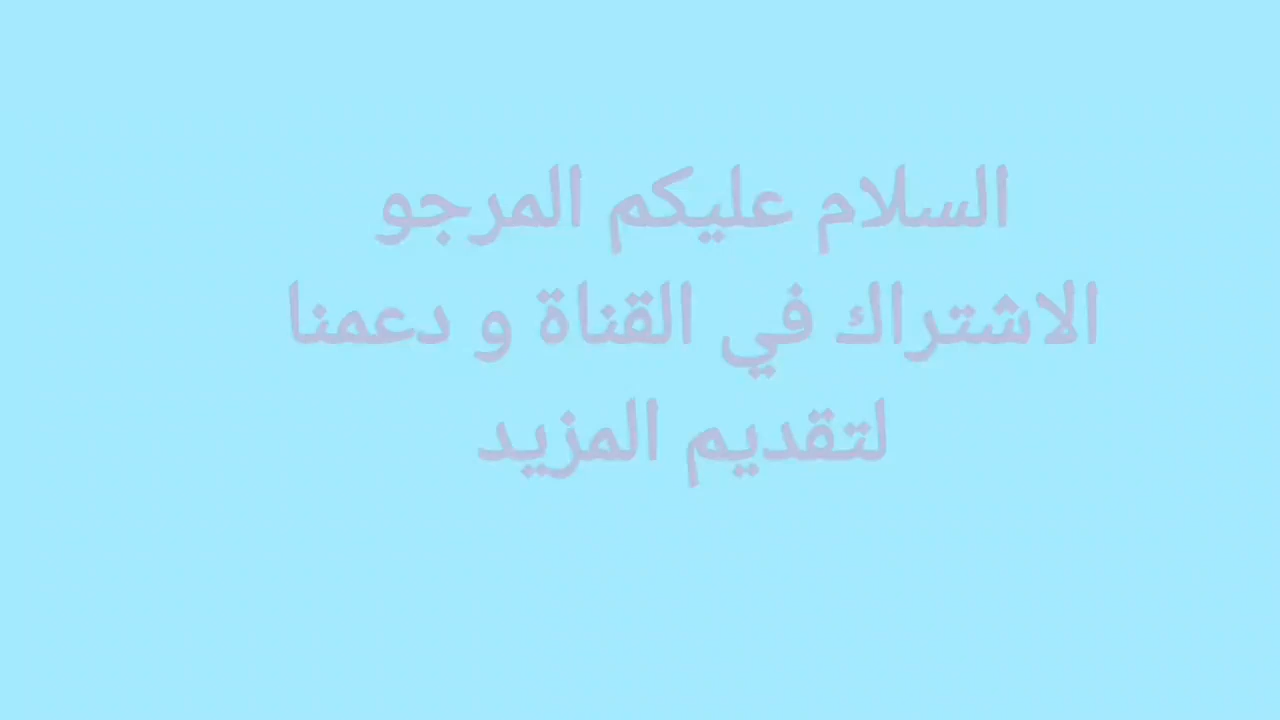 السلام عليكم المرجو
الاشتراك في القناة و دعمنا
لتقديم المزيد